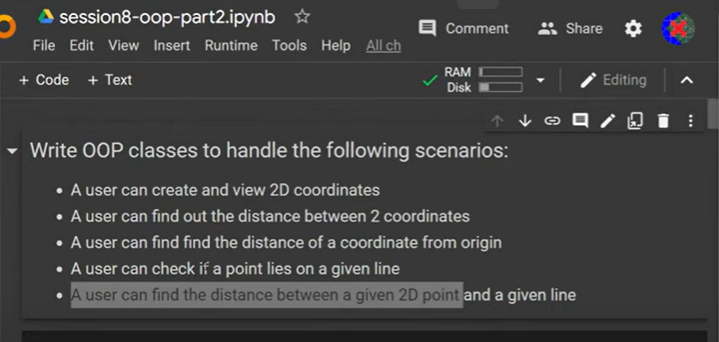 session8-oop-part2.ipynb
Comment
Share
File Edit View Insert Runtime Tools Help All ch
+ Code + Text
RAM
Disk
Editing
Write OOP classes to handle the following scenarios:
• A user can create and view 2D coordinates
• A user can find out the distance between 2 coordinates
• A user can find find the distance of a coordinate from origin
• A user can check if a point lies on a given line
• A user can find the distance between a given 2D point and a given line